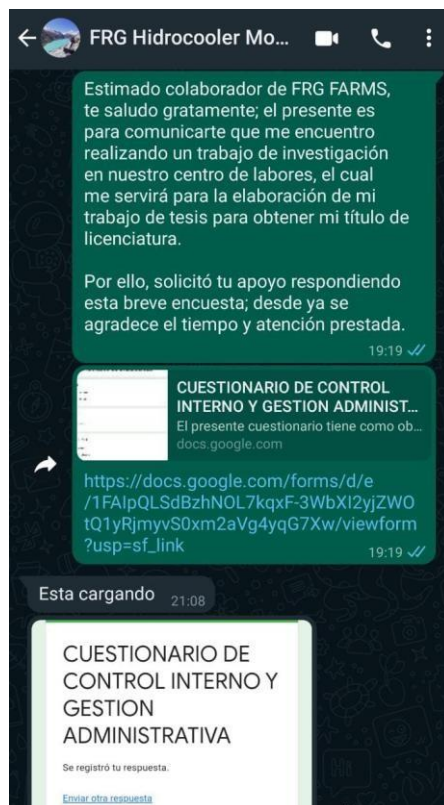 FRG Hidrocooler Mo...
Estimado colaborador de FRG FARMS,
te saludo gratamente; el presente es
para comunicarte que me encuentro
realizando un trabajo de investigación
en nuestro centro de labores, el cual
me servirá para la elaboración de mi
trabajo de tesis para obtener mi título de
licenciatura.
Por ello, solicitó tu apoyo respondiendo
esta breve encuesta; desde ya se
agradece el tiempo y atención prestada.
19:19
CUESTIONARIO DE CONTROL
INTERNO Y GESTION ADMINIST...
El presente cuestionario tiene como ob...
docs.google.com
https://docs.google.com/forms/d/e
/1FAIpQLSdBzhNOL7kqxF-3WbXI2yjZWO
tQ1yRjmyvS0xm2aVg4yqG7Xw/viewform
?usp=sf_link
19:19
Esta cargando 21:08
CUESTIONARIO DE
CONTROL INTERNO Y
GESTION
ADMINISTRATIVA
Se registró tu respuesta.
Enviar otra respuesta